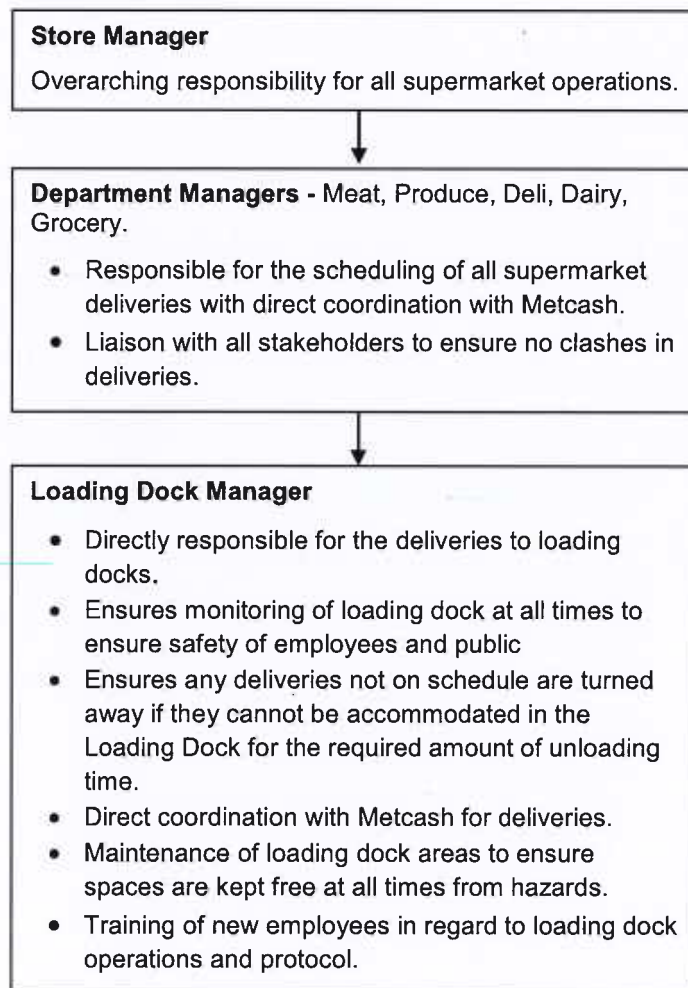 Store Manager
Overarching responsibility for all supermarket operations.
Department Managers - Meat, Produce, Deli, Dairy,
Grocery.
• Responsible for the scheduling of all supermarket
deliveries with direct coordination with Metcash.
• Liaison with all stakeholders to ensure no clashes in
deliveries.
Loading Dock Manager
• Directly responsible for the deliveries to loading
docks.
• Ensures monitoring of loading dock at all times to
ensure safety of employees and public
• Ensures any deliveries not on schedule are turned
away if they cannot be accommodated in the
Loading Dock for the required amount of unloading
time.
• Direct coordination with Metcash for deliveries.
• Maintenance of loading dock areas to ensure
spaces are kept free at all times from hazards.
• Training of new employees in regard to loading dock
operations and protocol.